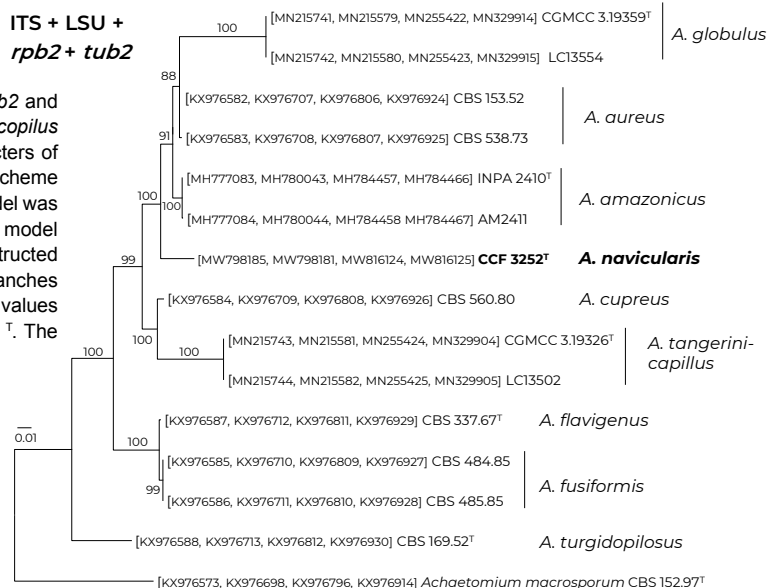 ITS + LSU +
rpb2 + tub2
b2 and
copilus
ters of
cheme
del was
model
tructed
anches
values
ᵀ. The
[MN215741, MN215579, MN255422, MN329914] CGMCC 3.19359ᵀ
A. globulus
[MN215742, MN215580, MN255423, MN329915] LC13554
100
88
[KX976582, KX976707, KX976806, KX976924] CBS 153.52
A. aureus
[KX976583, KX976708, KX976807, KX976925] CBS 538.73
91
[MH777083, MH780043, MH784457, MH784466] INPA 2410ᵀ
A. amazonicus
[MH777084, MH780044, MH784458 MH784467] AM2411
100
100
[MW798185, MW798181, MW816124, MW816125] CCF 3252ᵀ
A. navicularis
99
[KX976584, KX976709, KX976808, KX976926] CBS 560.80
A. cupreus
100
[MN215743, MN215581, MN255424, MN329904] CGMCC 3.19326ᵀ
A. tangerini-
capillus
100
[MN215744, MN215582, MN255425, MN329905] LC13502
100
[KX976587, KX976712, KX976811, KX976929] CBS 337.67ᵀ
A. flavigenus
0.01
100
[KX976585, KX976710, KX976809, KX976927] CBS 484.85
A. fusiformis
99
[KX976586, KX976711, KX976810, KX976928] CBS 485.85
[KX976588, KX976713, KX976812, KX976930] CBS 169.52ᵀ
A. turgidopilosus
[KX976573, KX976698, KX976796, KX976914] Achaetomium macrosporum CBS 152.97ᵀ